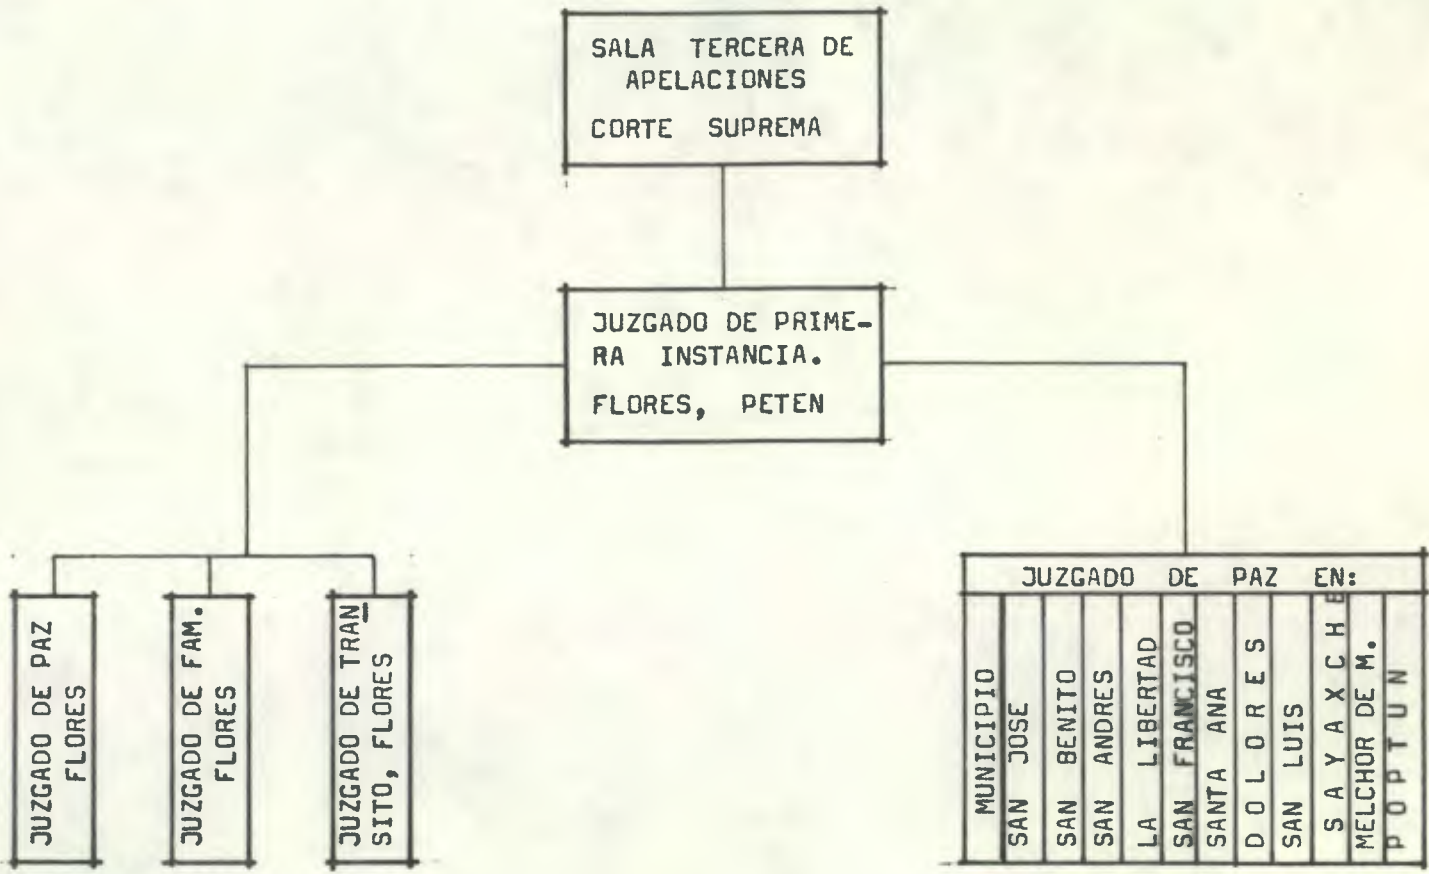 SALA TERCERA DE
APELACIONES
CORTE SUPREMA
JUZGADO DE PRIME-
RA INSTANCIA.
FLORES, PETEN
JUZGADO DE PAZ
FLORES
JUZGADO DE FAM.
FLORES
JUZGADO DE TRAN
SITO, FLORES
JUZGADO DE PAZ EN:
MUNICIPIO
SAN JOSE
SAN BENITO
SAN ANDRES
LA LIBERTAD
SAN FRANCISCO
SANTA ANA
D O L O R E S
SAN LUIS
S A Y A X C H E
MELCHOR DE M.
P O P T U N